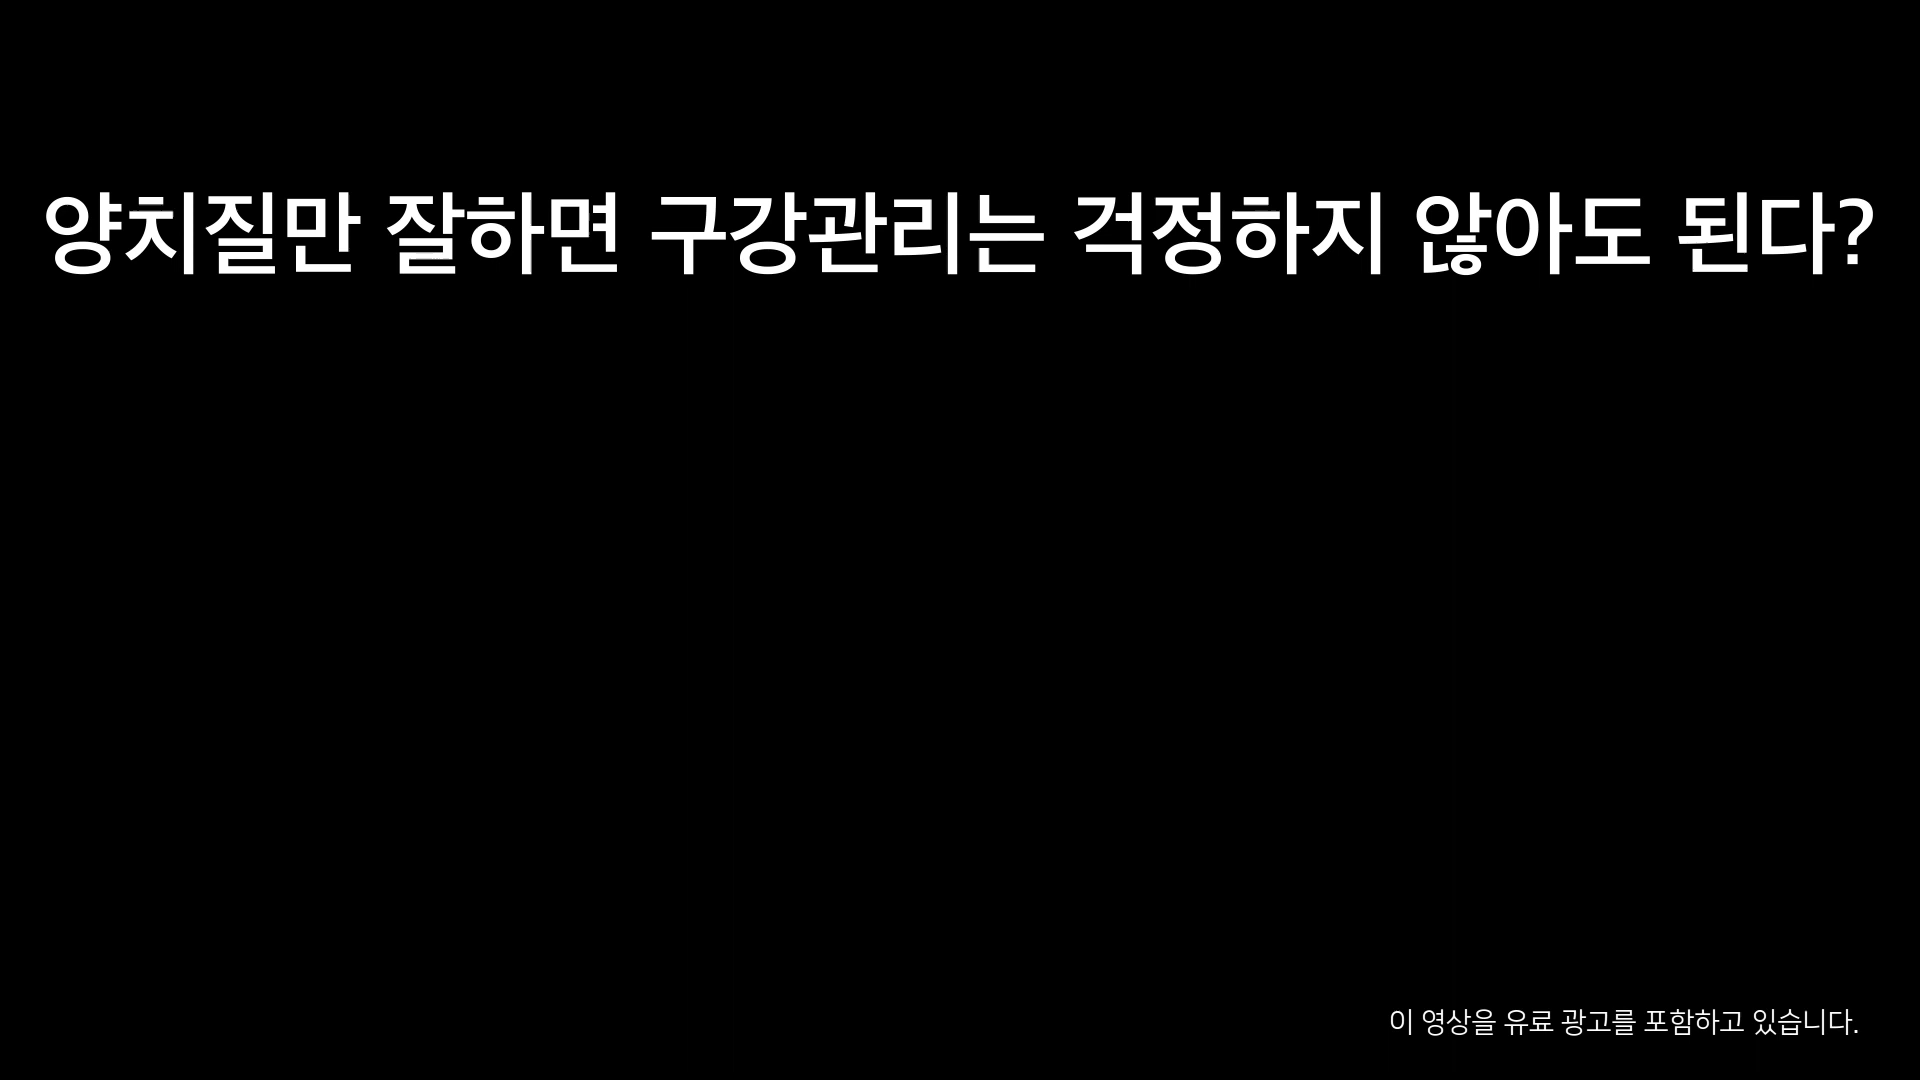 양치질만 잘하면 구강관리는 걱정하지 않아도 된다?
이 영상을 유료 광고를 포함하고 있습니다.